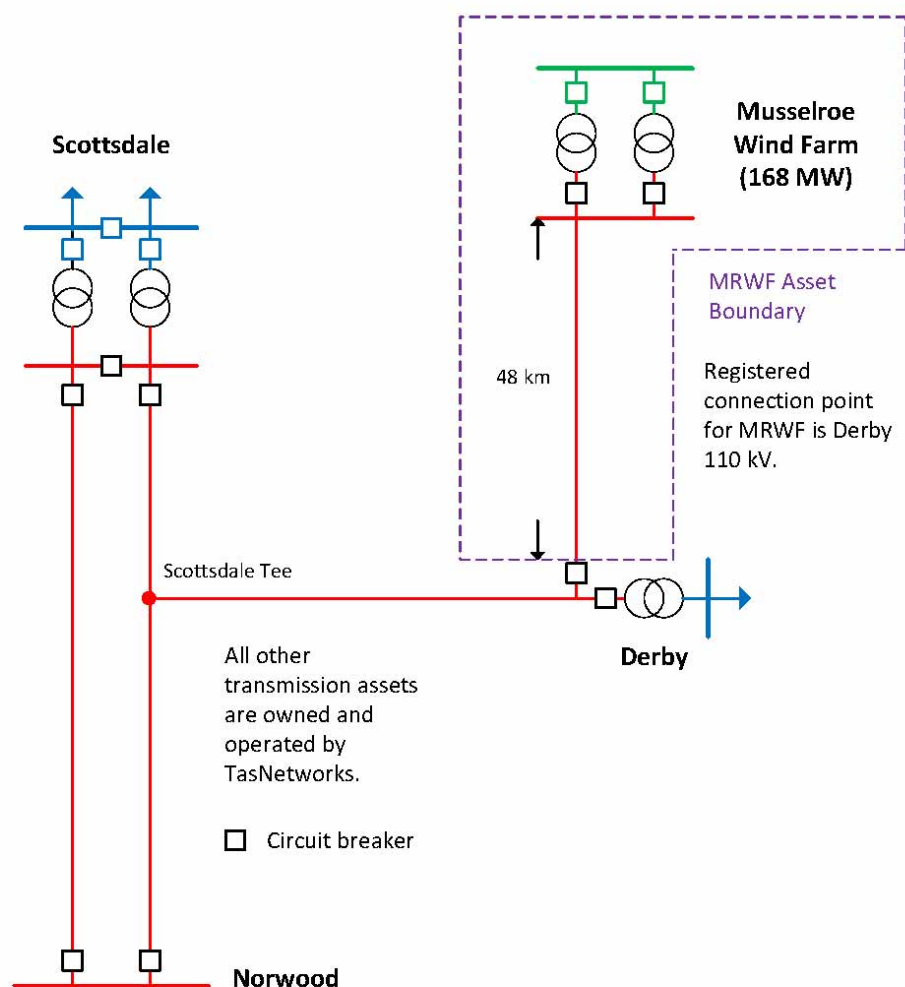 Scottsdale
Musselroe
Wind Farm
(168 MW)
MRWF Asset
Boundary
48 km
Registered
connection point
for MRWF is Derby
110 kV.
Scottsdale Tee
Derby
All other
transmission assets
are owned and
operated by
TasNetworks.
Circuit breaker
Norwood